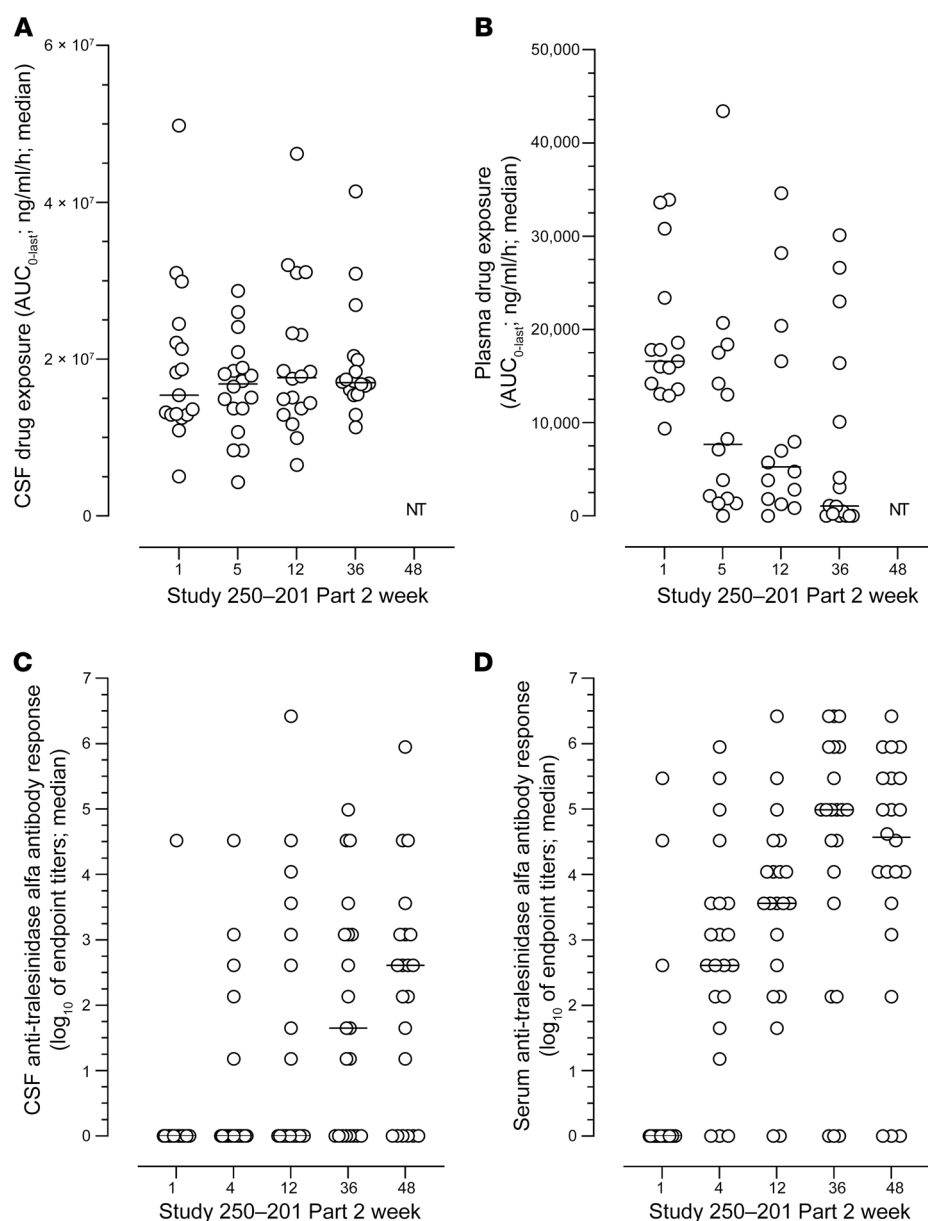 A
CSF drug exposure (AUC0-last; ng/ml/h; median)
6 × 10⁷
4 × 10⁷
2 × 10⁷
0
NT
1 5 12 36 48
Study 250–201 Part 2 week
B
Plasma drug exposure
(AUC0-last; ng/ml/h; median)
50,000
40,000
30,000
20,000
10,000
0
NT
1 5 12 36 48
Study 250–201 Part 2 week
C
CSF anti-tralesinidase alfa antibody response
(log10 of endpoint titers; median)
7
6
5
4
3
2
1
0
1 4 12 36 48
Study 250–201 Part 2 week
D
Serum anti-tralesinidase alfa antibody response
(log10 of endpoint titers; median)
7
6
5
4
3
2
1
0
1 4 12 36 48
Study 250–201 Part 2 week